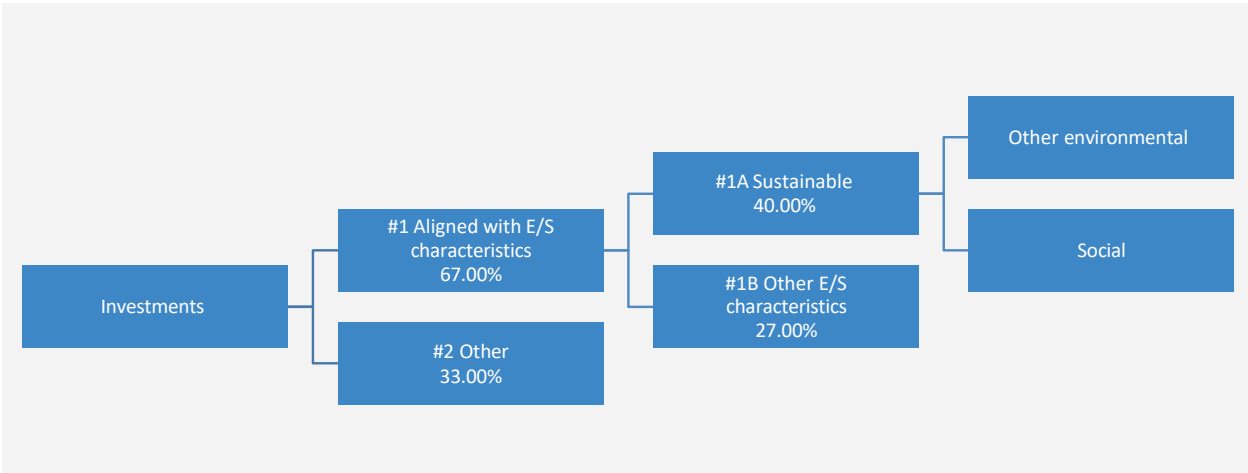 Investments
#1 Aligned with E/S
characteristics
67.00%
#2 Other
33.00%
#1A Sustainable
40.00%
#1B Other E/S
characteristics
27.00%
Other environmental
Social